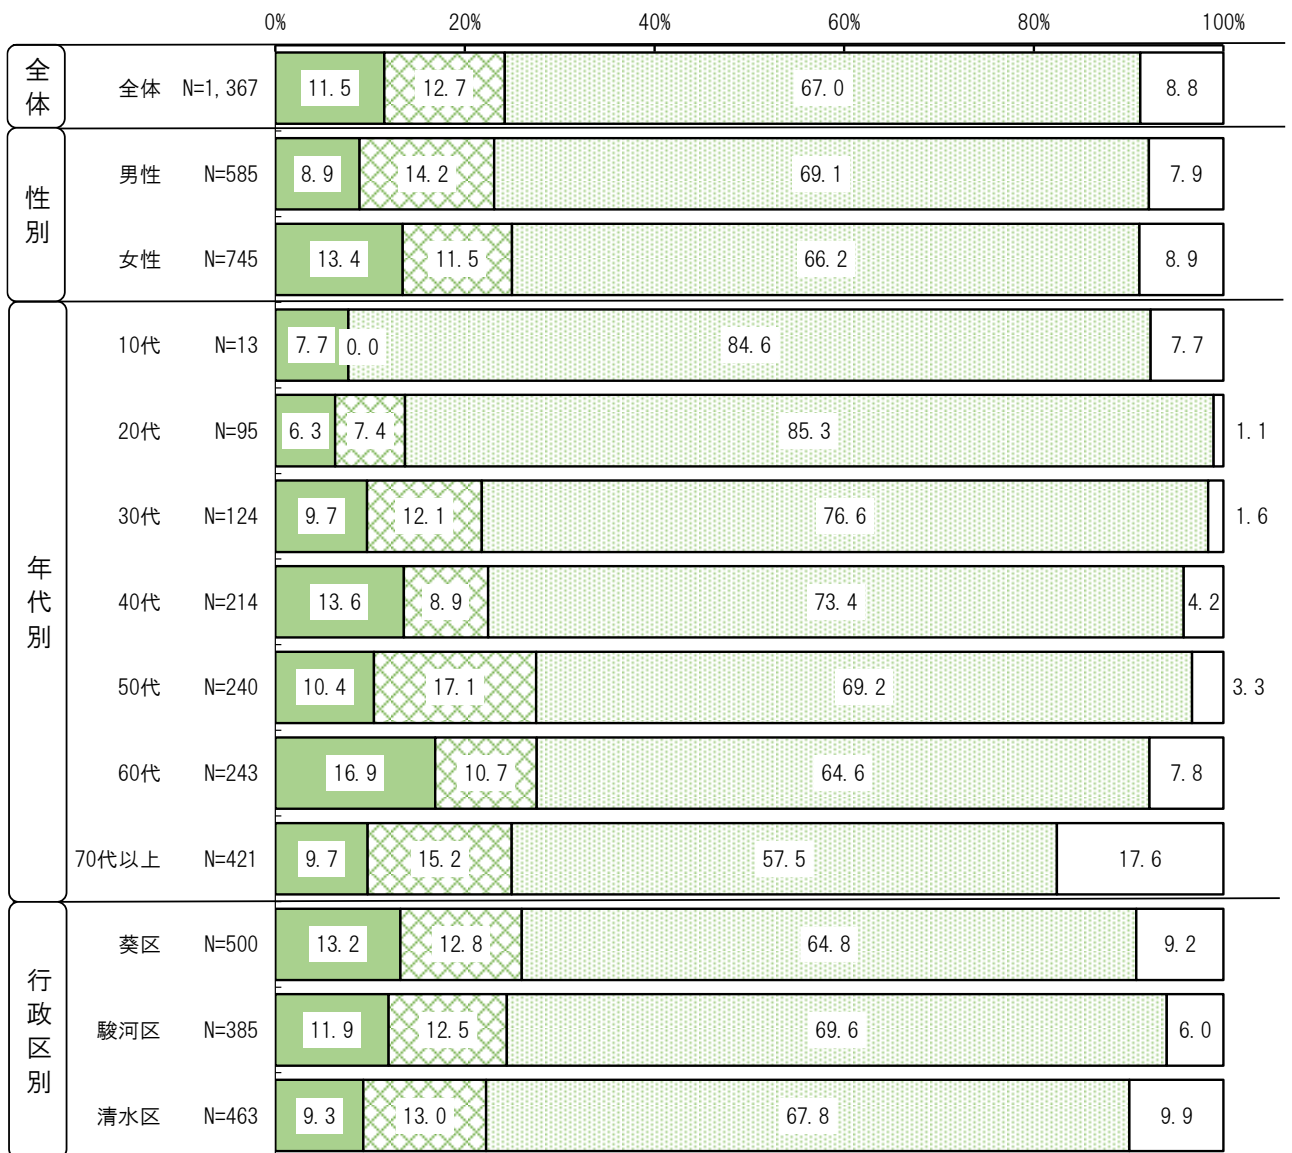 0% 20% 40% 60% 80% 100%
全体
全体 N=1,367 11.5 12.7 67.0 8.8
性別
男性 N=585 8.9 14.2 69.1 7.9
女性 N=745 13.4 11.5 66.2 8.9
年代別
10代 N=13 7.7 0.0 84.6 7.7
20代 N=95 6.3 7.4 85.3 1.1
30代 N=124 9.7 12.1 76.6 1.6
40代 N=214 13.6 8.9 73.4 4.2
50代 N=240 10.4 17.1 69.2 3.3
60代 N=243 16.9 10.7 64.6 7.8
70代以上 N=421 9.7 15.2 57.5 17.6
行政区別
葵区 N=500 13.2 12.8 64.8 9.2
駿河区 N=385 11.9 12.5 69.6 6.0
清水区 N=463 9.3 13.0 67.8 9.9